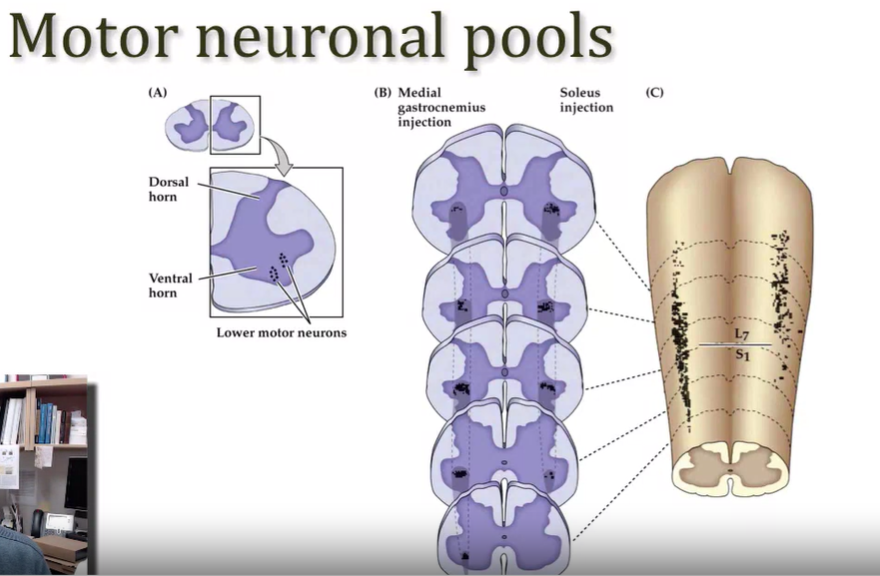 Motor neuronal pools
(A)
Dorsal
horn
Ventral
horn
Lower motor neurons
(B) Medial
gastrocnemius
injection
Soleus
injection
(C)
L7
S1